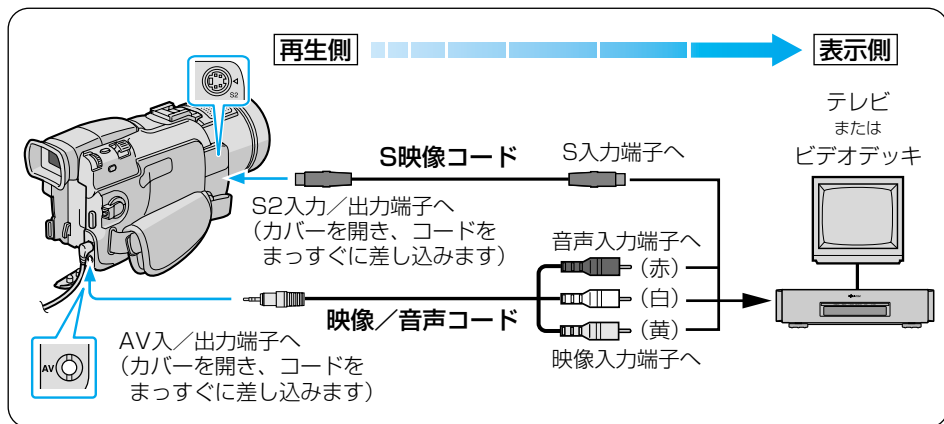 再生側
表示側
S2
テレビ
または
ビデオデッキ
S映像コード
S入力端子へ
S2入力／出力端子へ
(カバーを開き、コードを
まっすぐに差し込みます)
音声入力端子へ
(赤)
(白)
(黄)
映像入力端子へ
映像／音声コード
AV入／出力端子へ
(カバーを開き、コードを
まっすぐに差し込みます)
AV